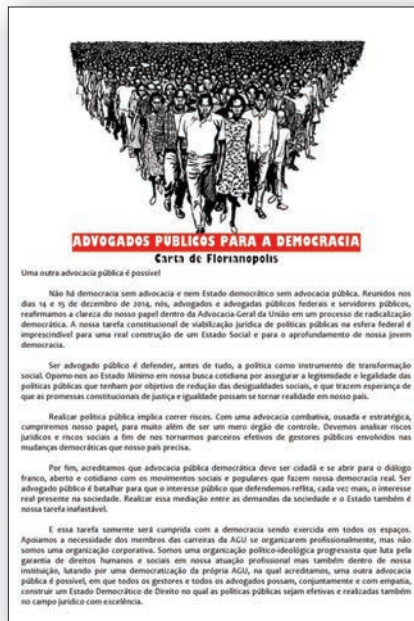 ADVOGADOS PÚBLICOS PARA A DEMOCRACIA
Carta de Florianopolis
Uma outra advocacia pública é possível
Não há democracia sem advocacia e nem Estado democrático sem advocacia pública. Reunidos nos
dias 14 e 15 de dezembro de 2014, nós, advogados e advogadas públicos federais e servidores públicos,
reafirmamos a clareza do nosso papel dentro da Advocacia-Geral da União em um processo de radicalização
democrática. A nossa tarefa constitucional de viabilização jurídica de políticas públicas na esfera federal é
imprescindível para uma real construção de um Estado Social e para o aprofundamento de nossa jovem
democracia.
Ser advogado público é defender, antes de tudo, a política como instrumento de transformação
social. Opomo-nos ao Estado Mínimo em nossa busca cotidiana por assegurar a legitimidade e legalidade das
políticas públicas que tenham por objetivo de redução das desigualdades sociais, e que trazem esperança de
que as promessas constitucionais de justiça e igualdade possam se tornar realidade em nosso país.
Realizar política pública implica correr riscos. Com uma advocacia combativa, ousada e estratégica,
cumpriremos nosso papel, para muito além de ser um mero órgão de controle. Devemos analisar riscos
jurídicos e riscos sociais a fim de nos tornarmos parceiros efetivos de gestores públicos envolvidos nas
mudanças democráticas que nosso país precisa.
Por fim, acreditamos que advocacia pública democrática deve ser cidadã e se abrir para o diálogo
franco, aberto e cotidiano com os movimentos sociais e populares que fazem nossa democracia real. Ser
advogado público é batalhar para que o interesse público que defendemos reflita, cada vez mais, o interesse
real presente na sociedade. Realizar essa mediação entre as demandas da sociedade e o Estado também é
nossa tarefa inafastável.
E essa tarefa somente será cumprida com a democracia sendo exercida em todos os espaços.
Apoiamos a necessidade dos membros das carreiras da AGU se organizarem profissionalmente, mas não
somos uma organização corporativa. Somos uma organização político-ideológica progressista que luta pela
garantia de direitos humanos e sociais em nossa atuação profissional mas também dentro de nossa
instituição, lutando por uma democratização da própria AGU, na qual acreditamos, uma outra advocacia
pública é possível, em que todos os gestores e todos os advogados possam, conjuntamente e com empatia,
construir um Estado Democrático de Direito no qual as políticas públicas sejam efetivas e realizadas também
no campo jurídico com excelência.